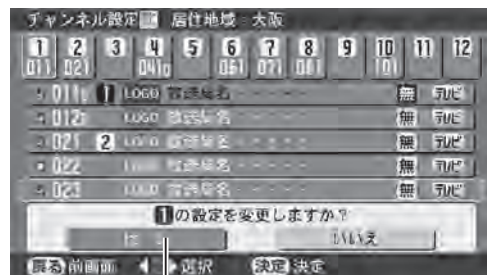 チャンネル設定 居住地域：大阪
1 2 3 4 5 6 7 8 9 10 11 12
011 021 041 061 071 081 101
011 1 LOGO 放送局名 無 テレビ
012 LOGO 放送局名 無 テレビ
021 2 LOGO 放送局名 無 テレビ
022 LOGO 放送局名 無 テレビ
023 LOGO 放送局名 無 テレビ
1の設定を変更しますか？
はい いいえ
戻る 前画面 選択 決定 決定